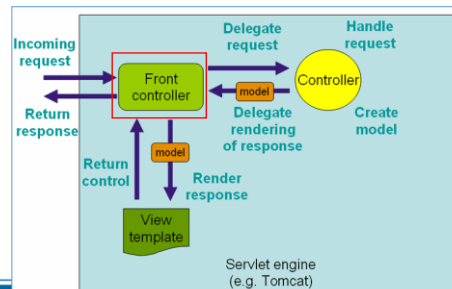 Incoming
request
Return
response
Front
controller
Delegate
request
Handle
request
Controller
model
Delegate
rendering
of response
Create
model
Return
control
model
Render
response
View
template
Servlet engine
(e.g. Tomcat)